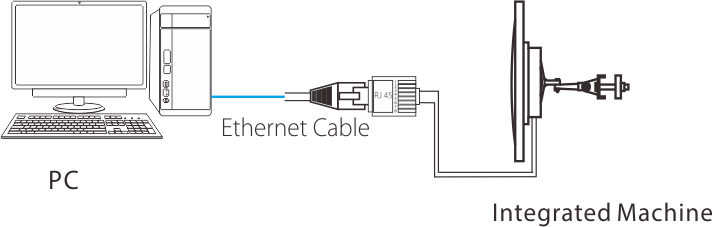 RJ 45
Ethernet Cable
PC
Integrated Machine